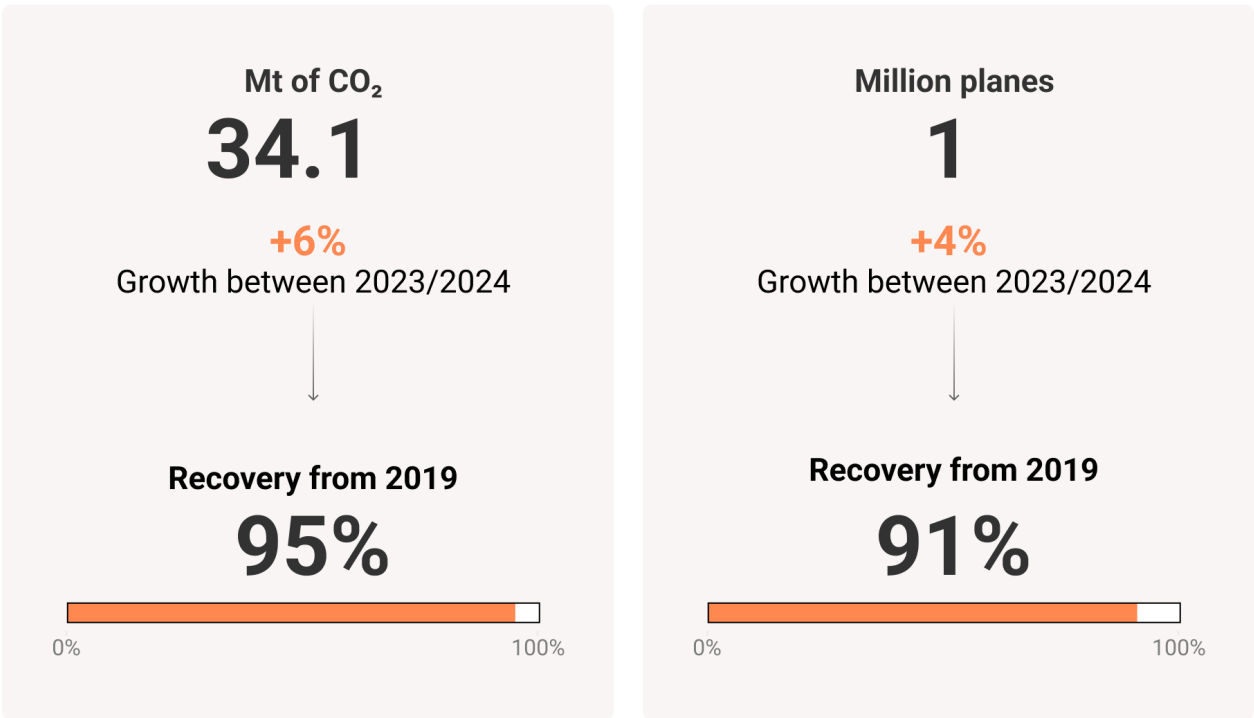 Mt of CO₂
34.1
+6%
Growth between 2023/2024
Recovery from 2019
95%
0%
100%
Million planes
1
+4%
Growth between 2023/2024
Recovery from 2019
91%
0%
100%